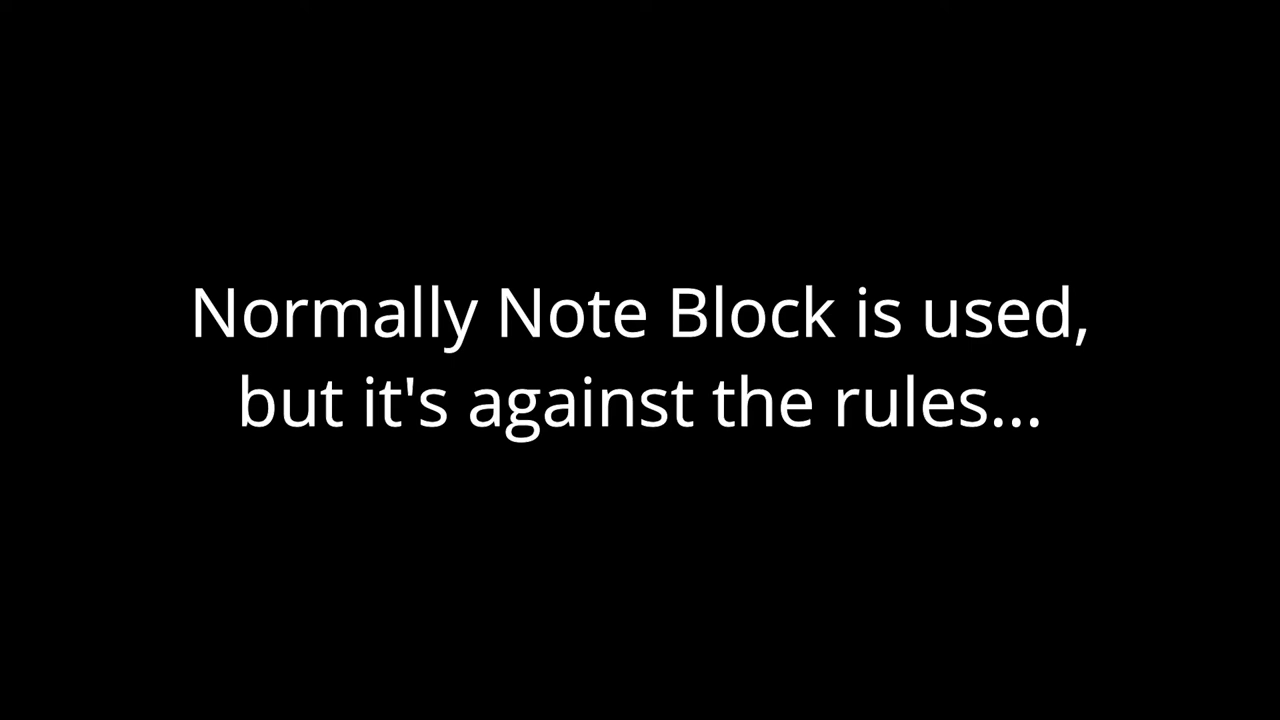 Normally Note Block is used,
but it's against the rules...